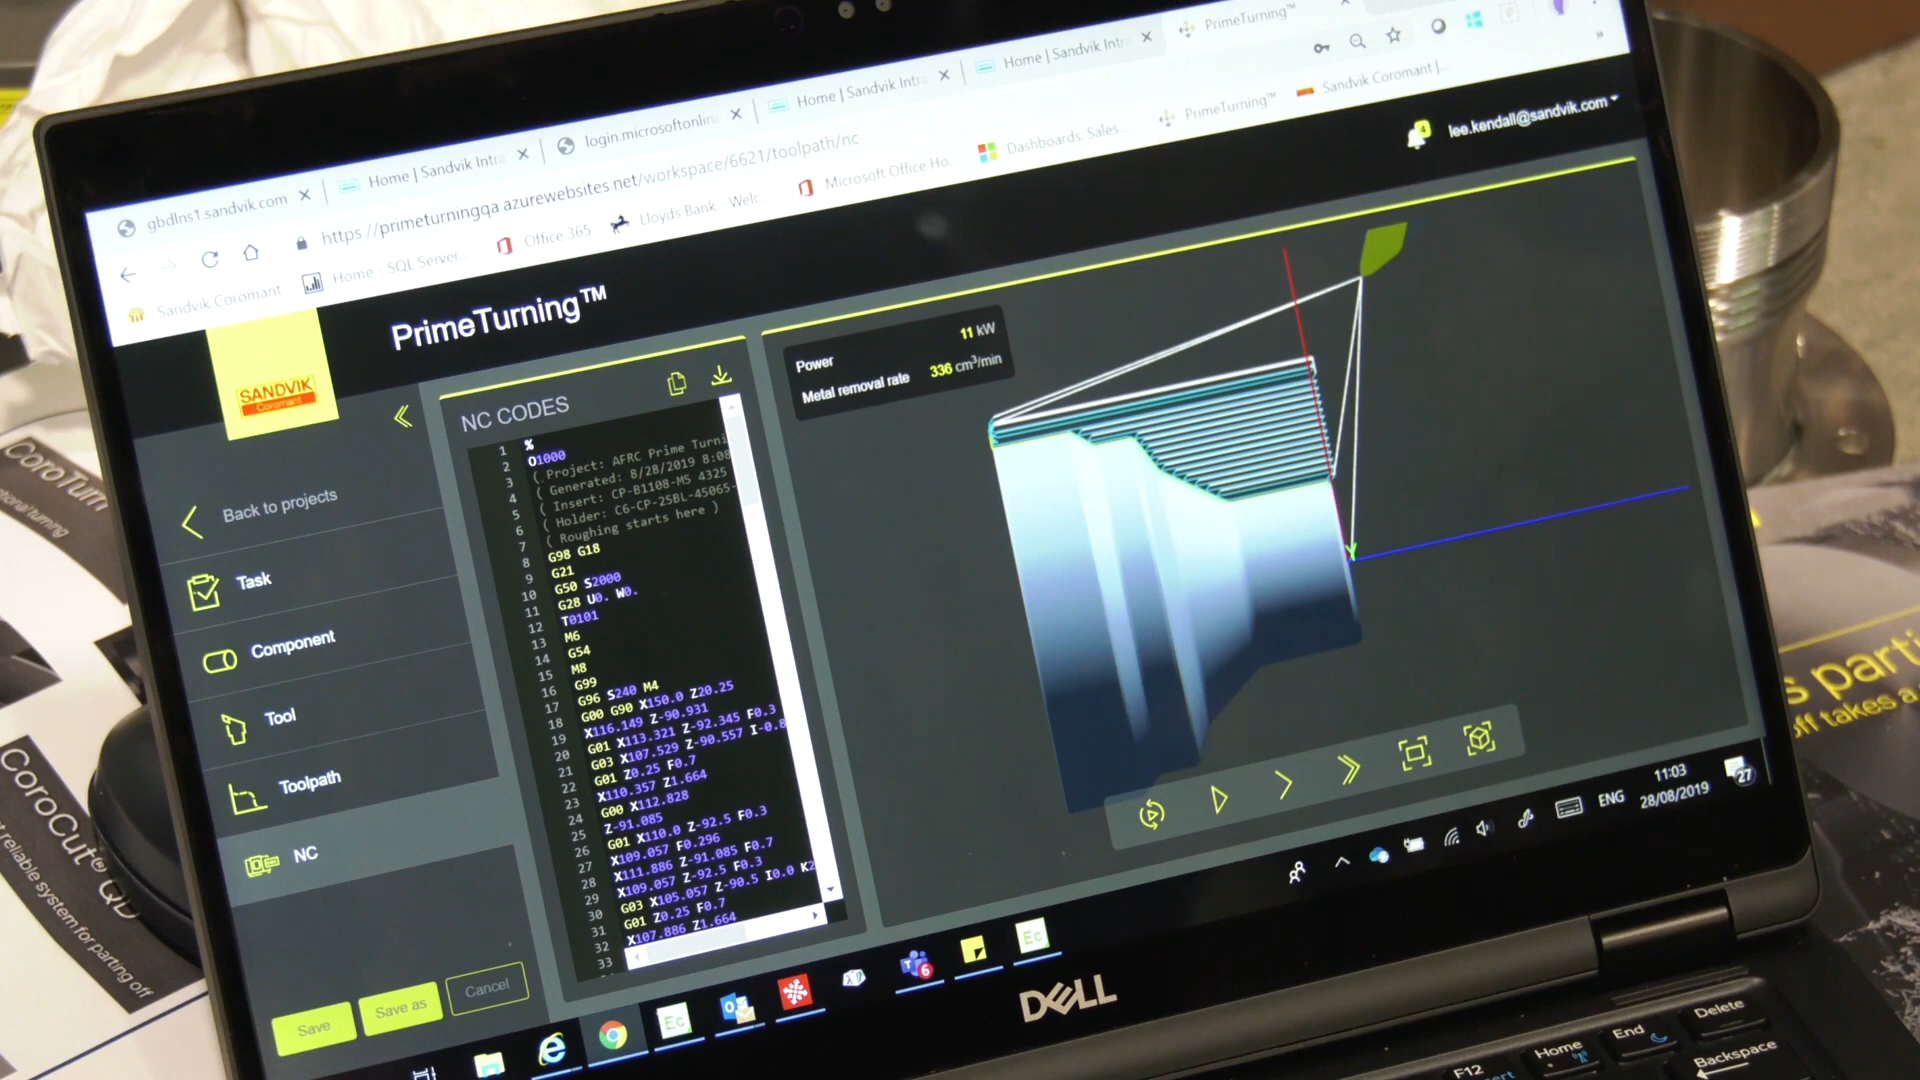 gbdlns1.sandvik.com
Home | Sandvik Intra
login.microsoftonline
Home | Sandvik Intra
Home | Sandvik Intra
PrimeTurning™
https://primeturningqa.azurewebsites.net/workspace/6621/toolpath/nc
Sandvik Coromant
Home - SQL Server...
Office 365
Lloyds Bank - Welc...
Microsoft Office Ho...
Dashboards: Sales...
PrimeTurning™
Sandvik Coromant |...
SANDVIK
Coromant
PrimeTurning™
4
lee.kendall@sandvik.com
Back to projects
Task
Component
Tool
Toolpath
NC
Save
Save as
Cancel
NC CODES
1 %
2 O1000
3 ( Project: AFRC Prime Turni
4 ( Generated: 8/28/2019 8:08
5 ( Insert: CP-B1108-M5 4325
6 ( Holder: C6-CP-25BL-45065-
7 ( Roughing starts here )
8 G98 G18
9 G21
10 G50 S2000
11 G28 U0. W0.
12 T0101
13 M6
14 G54
15 M8
16 G99
17 G96 S240 M4
18 G00 G90 X150.0 Z20.25
19 X116.149 Z-90.931
20 G01 X113.321 Z-92.345 F0.3
21 G03 X107.529 Z-90.557 I-0.8
22 G01 Z0.25 F0.7
23 X110.357 Z1.664
24 G00 X112.828
25 Z-91.085
26 G01 X110.0 Z-92.5 F0.3
27 X109.057 F0.296
28 X111.886 Z-91.085 F0.7
29 X109.057 Z-92.5 F0.3
30 G03 X105.057 Z-90.5 I0.0 K2
31 G01 Z0.25 F0.7
32 X107.886 Z1.664
33
Power 11 kW
Metal removal rate 336 cm³/min
Ec
6
Ec
ENG
11:03
28/08/2019
27
DELL
F12
Home
End
Delete
Backspace
CoroTurn
CoroCut® QD
reliable system for parting off
s parti
off takes a